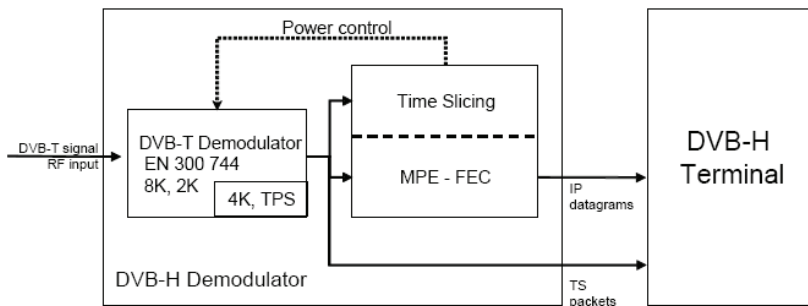 Power control
Time Slicing
MPE - FEC
DVB-T signal
RF input
DVB-T Demodulator
EN 300 744
8K, 2K
4K, TPS
DVB-H Demodulator
IP
datagrams
TS
packets
DVB-H
Terminal